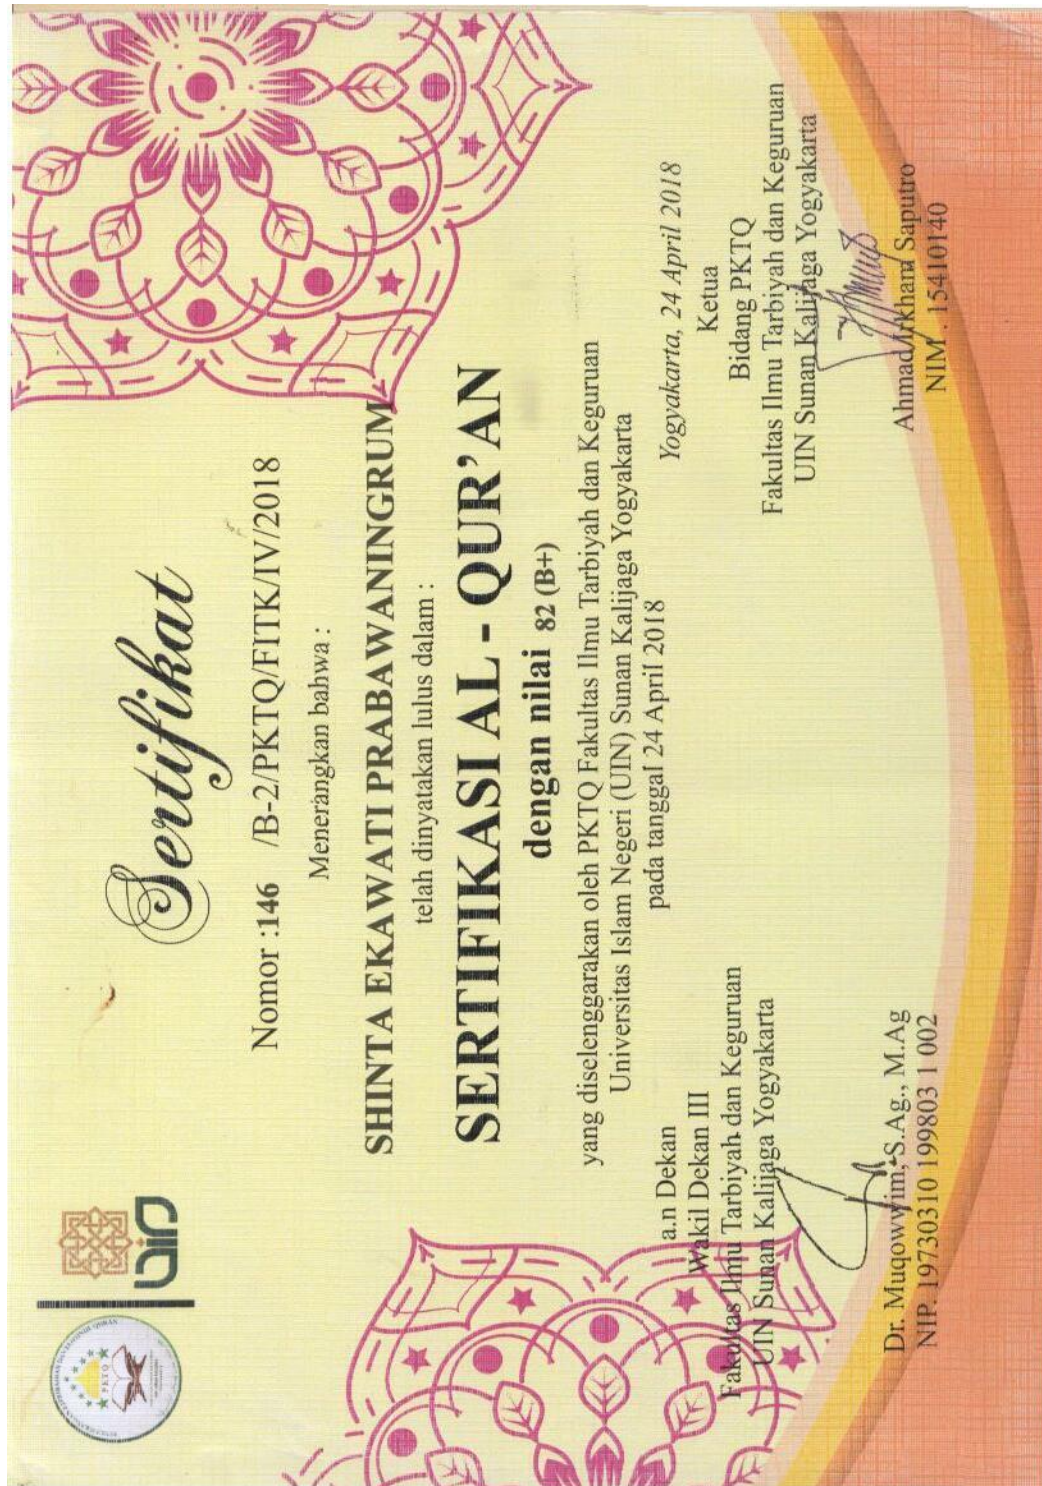 PKTQ
uin
Sertifikat
Nomor :146 /B-2/PKTQ/FITK/IV/2018
Menerangkan bahwa :
SHINTA EKAWATI PRABAWANINGRUM
telah dinyatakan lulus dalam :
SERTIFIKASI AL - QUR'AN
dengan nilai 82 (B+)
yang diselenggarakan oleh PKTQ Fakultas Ilmu Tarbiyah dan Keguruan
Universitas Islam Negeri (UIN) Sunan Kalijaga Yogyakarta
pada tanggal 24 April 2018
a.n Dekan
Wakil Dekan III
Fakultas Ilmu Tarbiyah dan Keguruan
UIN Sunan Kalijaga Yogyakarta
Dr. Muqowwim, S.Ag., M.Ag
NIP. 19730310 199803 1 002
Yogyakarta, 24 April 2018
Ketua
Bidang PKTQ
Fakultas Ilmu Tarbiyah dan Keguruan
UIN Sunan Kalijaga Yogyakarta
Ahmad Irkham Saputro
NIM . 15410140